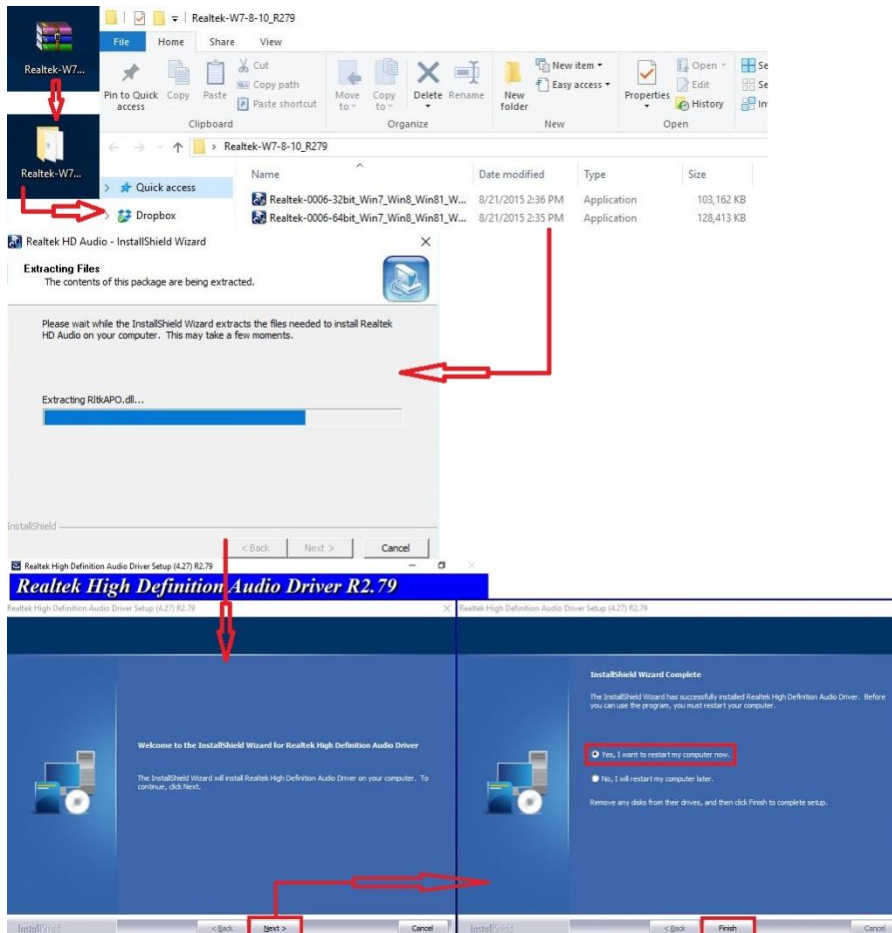 Realtek-W7-8-10_R279
File Home Share View
Realtek-W7...
Pin to Quick access
Copy
Paste
Cut
Copy path
Paste shortcut
Move to
Copy to
Delete
Rename
New folder
New item
Easy access
Properties
Open
Edit
History
Se
Se
In
Clipboard Organize New Open
Realtek-W7-8-10_R279
Realtek-W7...
Name Date modified Type Size
Quick access
Dropbox
Realtek-0006-32bit_Win7_Win8_Win81_W... 8/21/2015 2:36 PM Application 103,162 KB
Realtek-0006-64bit_Win7_Win8_Win81_W... 8/21/2015 2:35 PM Application 128,413 KB
Realtek HD Audio - InstallShield Wizard
Extracting Files
The contents of this package are being extracted.
Please wait while the InstallShield Wizard extracts the files needed to install Realtek
HD Audio on your computer. This may take a few moments.
Extracting RltkAPO.dll...
InstallShield
< Back Next > Cancel
Realtek High Definition Audio Driver Setup (4.27) R2.79
Realtek High Definition Audio Driver R2.79
Realtek High Definition Audio Driver Setup (4.27) R2.79
Welcome to the InstallShield Wizard for Realtek High Definition Audio Driver
The InstallShield Wizard will install Realtek High Definition Audio Driver on your computer. To
continue, click Next.
InstallShield
< Back Next > Cancel
Realtek High Definition Audio Driver Setup (4.27) R2.79
InstallShield Wizard Complete
The InstallShield Wizard has successfully installed Realtek High Definition Audio Driver. Before
you can use the program, you must restart your computer.
Yes, I want to restart my computer now.
No, I will restart my computer later.
Remove any disks from their drives, and then click Finish to complete setup.
InstallShield
< Back Finish Cancel